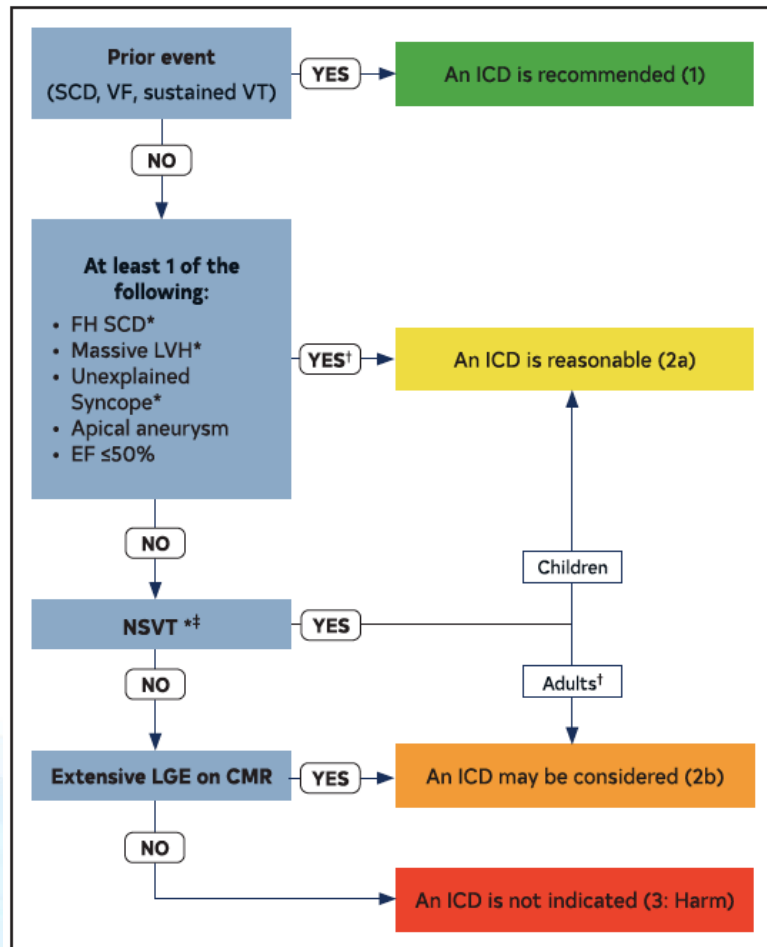 Prior event
(SCD, VF, sustained VT)
YES
An ICD is recommended (1)
NO
At least 1 of the
following:
• FH SCD*
• Massive LVH*
• Unexplained
Syncope*
• Apical aneurysm
• EF ≤50%
YES†
An ICD is reasonable (2a)
NO
Children
NSVT *‡
YES
Adults†
NO
Extensive LGE on CMR
YES
An ICD may be considered (2b)
NO
An ICD is not indicated (3: Harm)